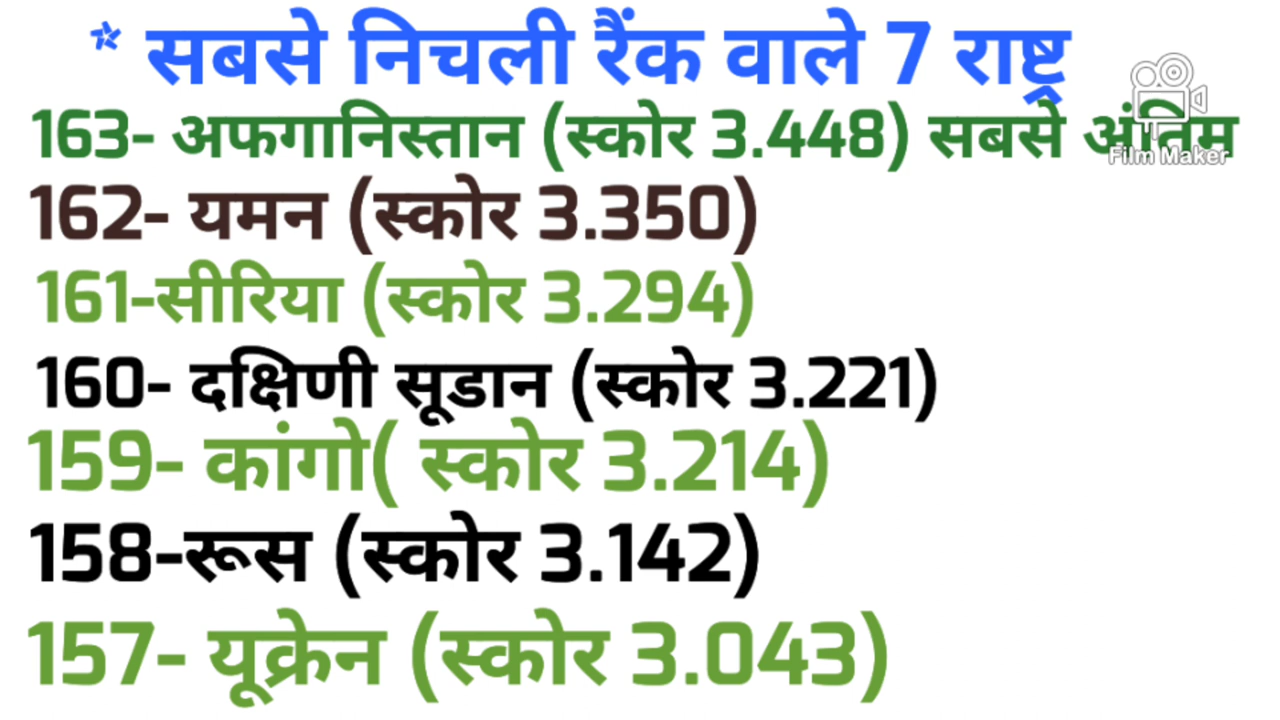 * सबसे निचली रैंक वाले 7 राष्ट्र
163- अफगानिस्तान (स्कोर 3.448) सबसे अंतिम
Film Maker
162- यमन (स्कोर 3.350)
161-सीरिया (स्कोर 3.294)
160- दक्षिणी सूडान (स्कोर 3.221)
159- कांगो( स्कोर 3.214)
158-रूस (स्कोर 3.142)
157- यूक्रेन (स्कोर 3.043)